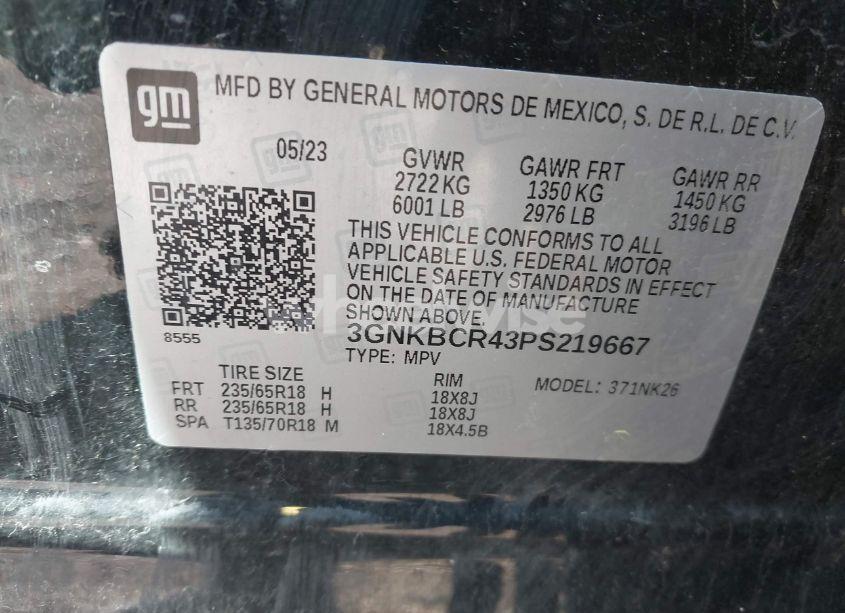 gm
MFD BY GENERAL MOTORS DE MEXICO, S. DE R.L. DE C.V.
05/23
GVWR
2722 KG
6001 LB
GAWR FRT
1350 KG
2976 LB
GAWR RR
1450 KG
3196 LB
THIS VEHICLE CONFORMS TO ALL
APPLICABLE U.S. FEDERAL MOTOR
VEHICLE SAFETY STANDARDS IN EFFECT
ON THE DATE OF MANUFACTURE
SHOWN ABOVE.
3GNKBCR43PS219667
TYPE: MPV
8555
TIRE SIZE
FRT 235/65R18 H
RR 235/65R18 H
SPA T135/70R18 M
RIM
18X8J
18X8J
18X4.5B
MODEL: 371NK26